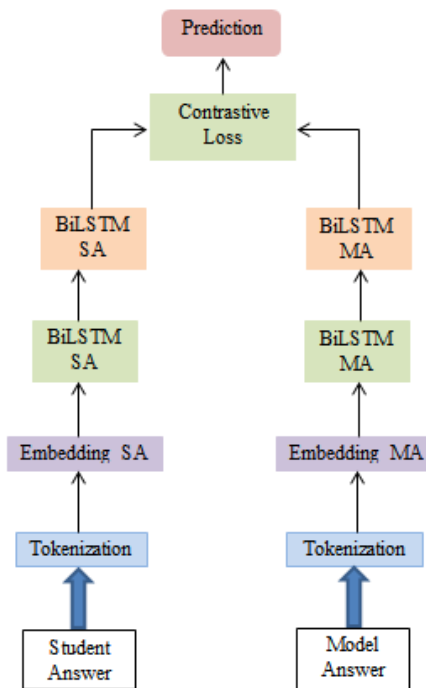 Prediction
Contrastive
Loss
BiLSTM
SA
BiLSTM
MA
BiLSTM
SA
BiLSTM
MA
Embedding SA
Embedding MA
Tokenization
Tokenization
Student
Answer
Model
Answer